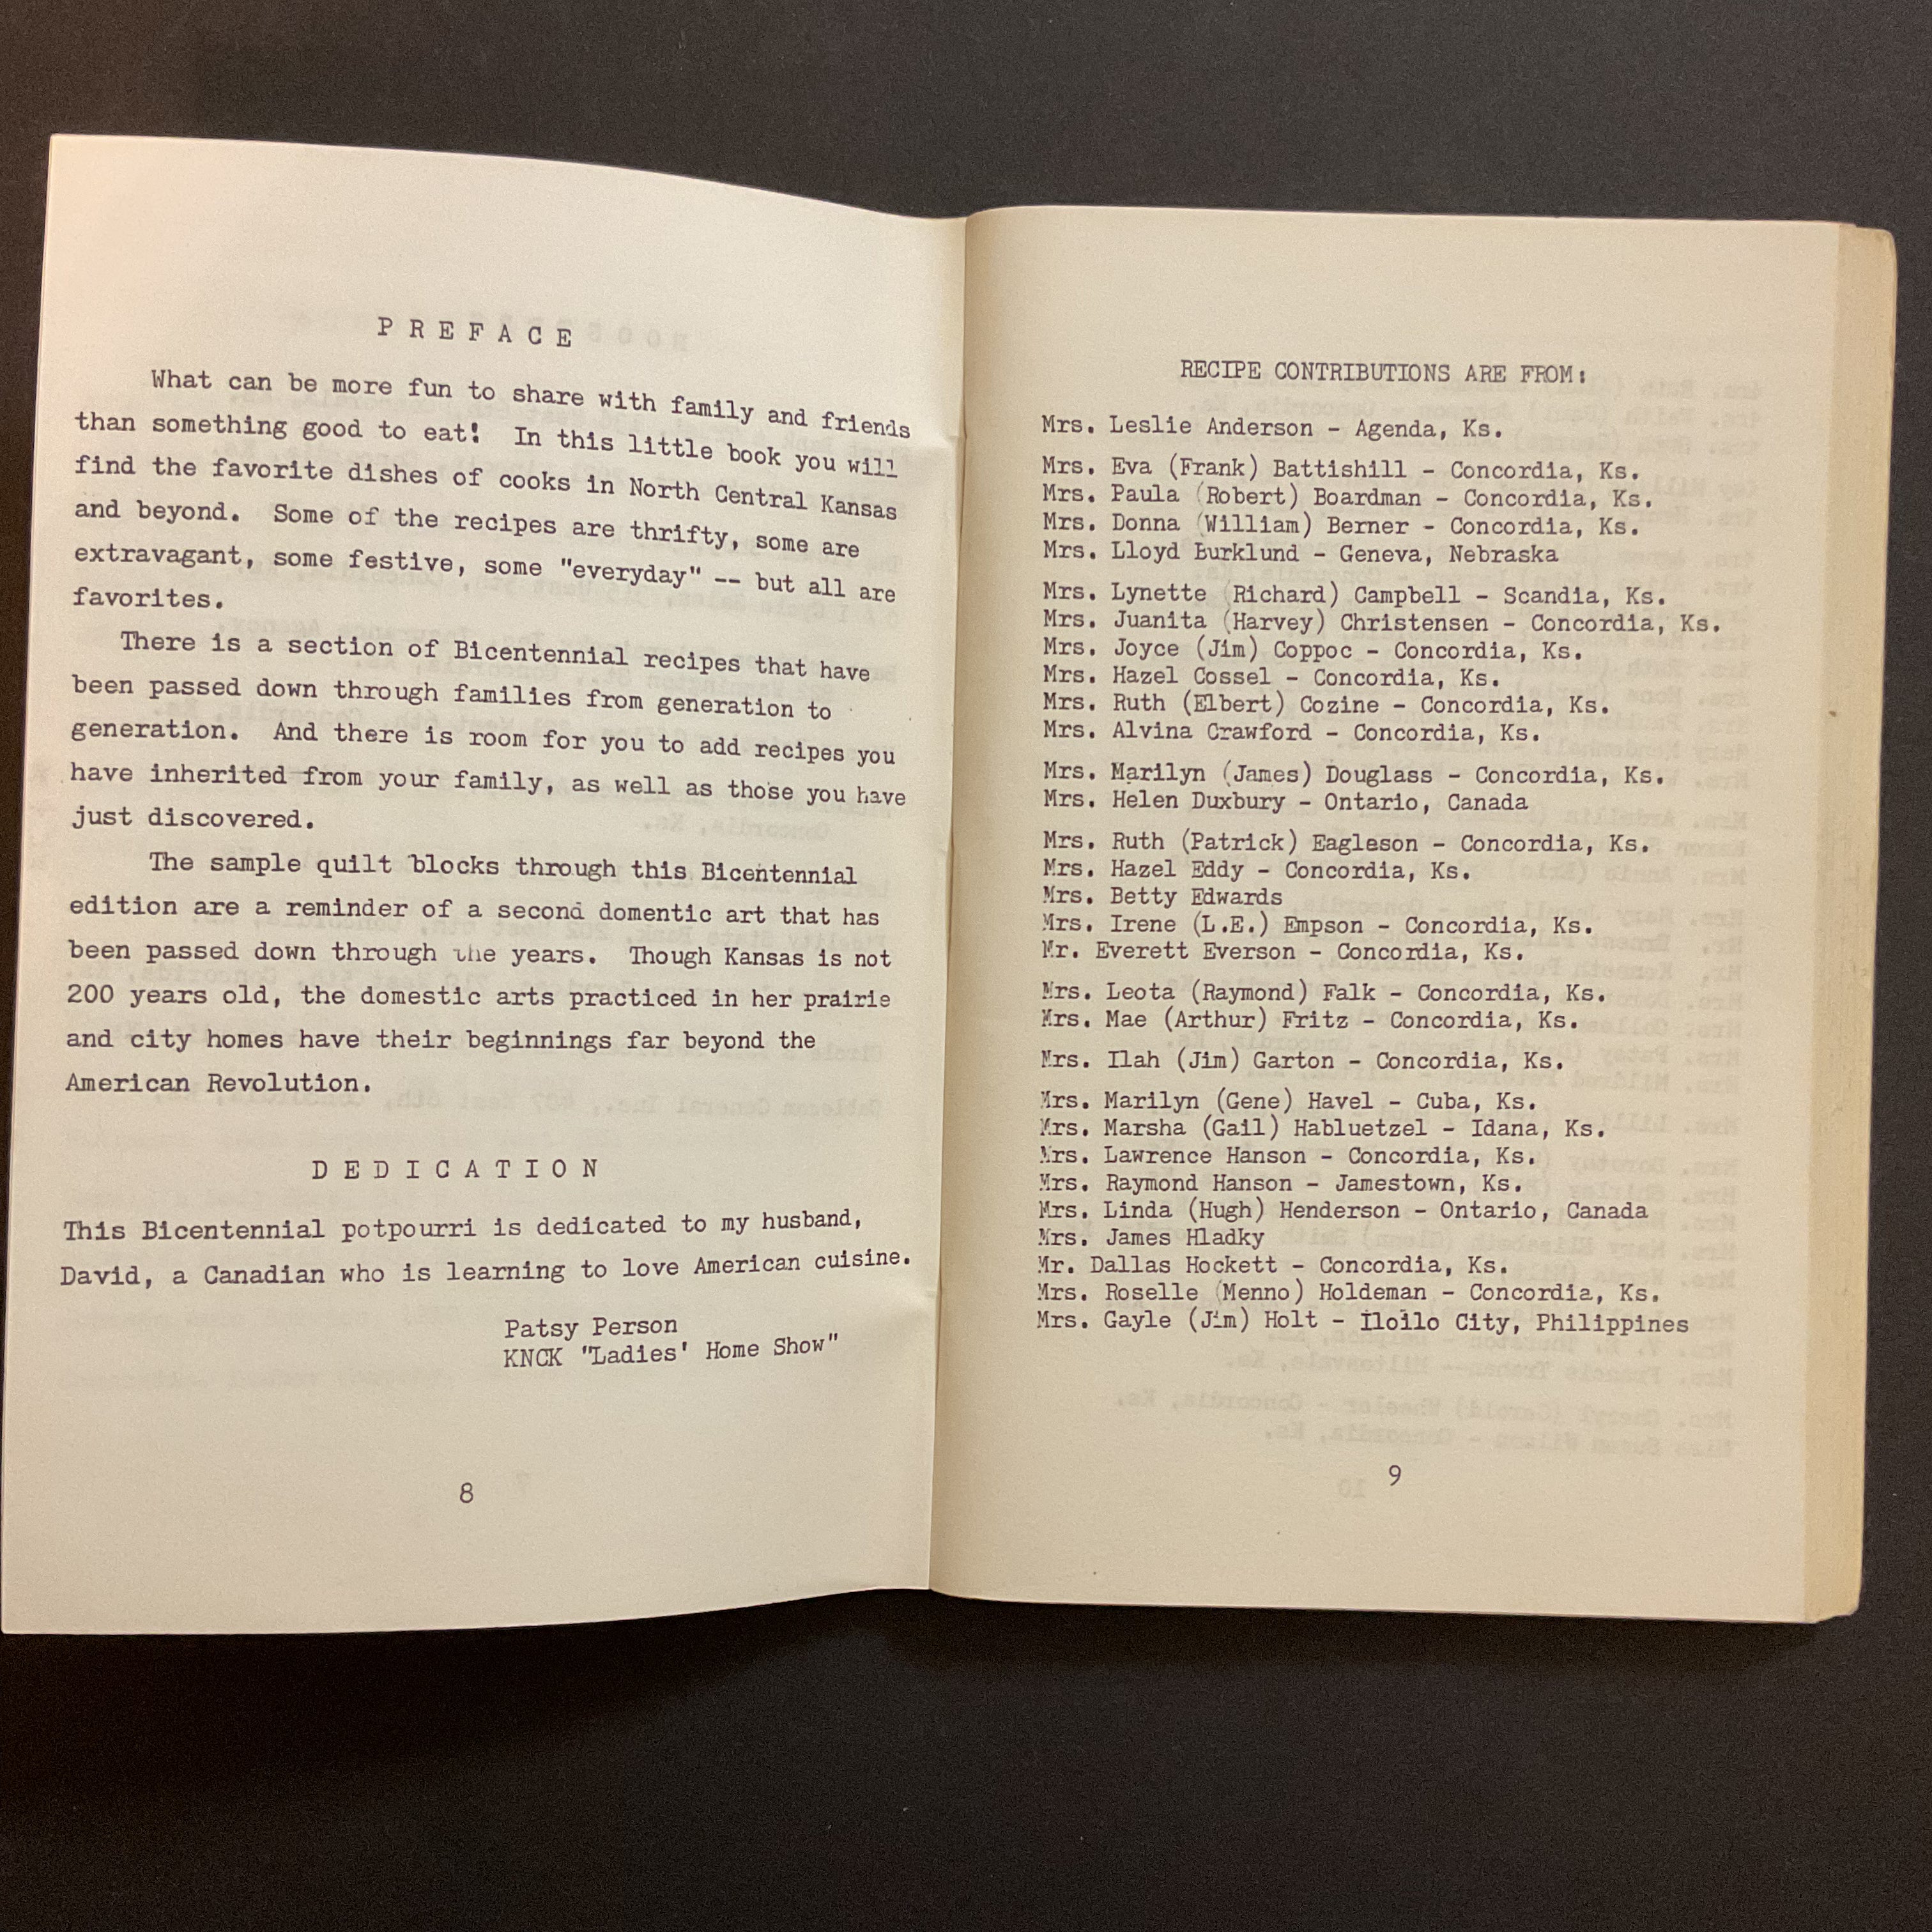 PREFACE
What can be more fun to share with family and friends
than something good to eat! In this little book you will
find the favorite dishes of cooks in North Central Kansas
and beyond. Some of the recipes are thrifty, some are
extravagant, some festive, some "everyday" -- but all are
favorites.
There is a section of Bicentennial recipes that have
been passed down through families from generation to
generation. And there is room for you to add recipes you
have inherited from your family, as well as those you have
just discovered.
The sample quilt blocks through this Bicentennial
edition are a reminder of a second domentic art that has
been passed down through the years. Though Kansas is not
200 years old, the domestic arts practiced in her prairie
and city homes have their beginnings far beyond the
American Revolution.
DEDICATION
This Bicentennial potpourri is dedicated to my husband,
David, a Canadian who is learning to love American cuisine.
Patsy Person
KNCK "Ladies' Home Show"
8
RECIPE CONTRIBUTIONS ARE FROM:
Mrs. Leslie Anderson - Agenda, Ks.
Mrs. Eva (Frank) Battishill - Concordia, Ks.
Mrs. Paula (Robert) Boardman - Concordia, Ks.
Mrs. Donna (William) Berner - Concordia, Ks.
Mrs. Lloyd Burklund - Geneva, Nebraska
Mrs. Lynette (Richard) Campbell - Scandia, Ks.
Mrs. Juanita (Harvey) Christensen - Concordia, Ks.
Mrs. Joyce (Jim) Coppoc - Concordia, Ks.
Mrs. Hazel Cossel - Concordia, Ks.
Mrs. Ruth (Elbert) Cozine - Concordia, Ks.
Mrs. Alvina Crawford - Concordia, Ks.
Mrs. Marilyn (James) Douglass - Concordia, Ks.
Mrs. Helen Duxbury - Ontario, Canada
Mrs. Ruth (Patrick) Eagleson - Concordia, Ks.
Mrs. Hazel Eddy - Concordia, Ks.
Mrs. Betty Edwards
Mrs. Irene (L.E.) Empson - Concordia, Ks.
Mr. Everett Everson - Concordia, Ks.
Mrs. Leota (Raymond) Falk - Concordia, Ks.
Mrs. Mae (Arthur) Fritz - Concordia, Ks.
Mrs. Ilah (Jim) Garton - Concordia, Ks.
Mrs. Marilyn (Gene) Havel - Cuba, Ks.
Mrs. Marsha (Gail) Habluetzel - Idana, Ks.
Mrs. Lawrence Hanson - Concordia, Ks.
Mrs. Raymond Hanson - Jamestown, Ks.
Mrs. Linda (Hugh) Henderson - Ontario, Canada
Mrs. James Hladky
Mr. Dallas Hockett - Concordia, Ks.
Mrs. Roselle (Menno) Holdeman - Concordia, Ks.
Mrs. Gayle (Jim) Holt - Iloilo City, Philippines
9